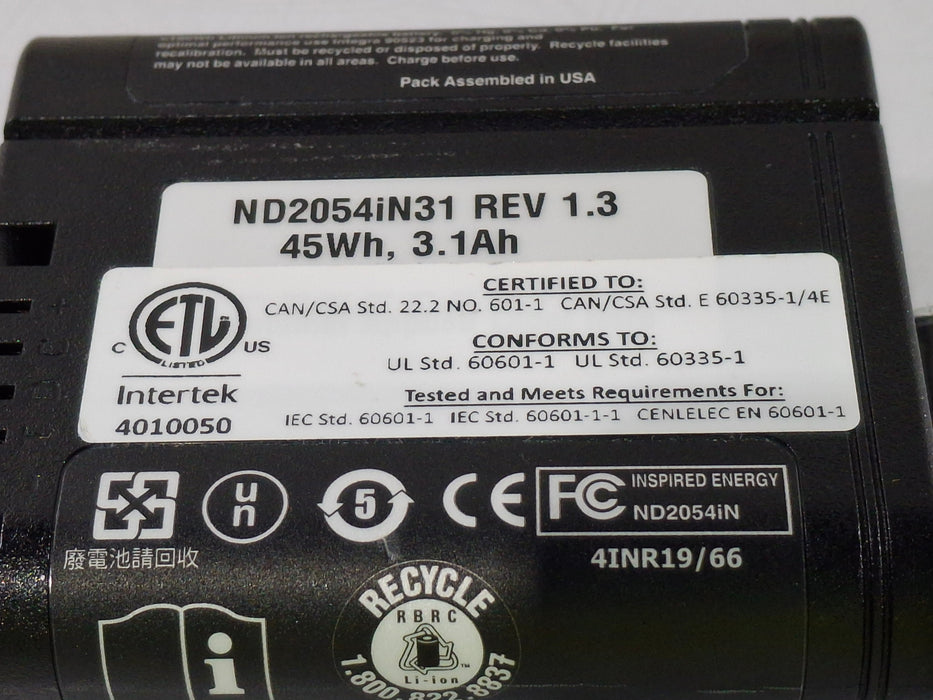 optimal performance use Integra 90523 for charging and
recalibration. Must be recycled or disposed of properly. Recycle facilities
may not be available in all areas. Charge before use.
Pack Assembled in USA
ND2054iN31 REV 1.3
45Wh, 3.1Ah
CERTIFIED TO:
CAN/CSA Std. 22.2 NO. 601-1 CAN/CSA Std. E 60335-1/4E
CONFORMS TO:
UL Std. 60601-1 UL Std. 60335-1
Tested and Meets Requirements For:
IEC Std. 60601-1 IEC Std. 60601-1-1 CENLELEC EN 60601-1
ETL
C US
LISTED
Intertek
4010050
un
5
CE
FC
INSPIRED ENERGY
ND2054iN
廢電池請回收
4INR19/66
RECYCLE
RBRC
Li-ion
1.800-822-8837
i